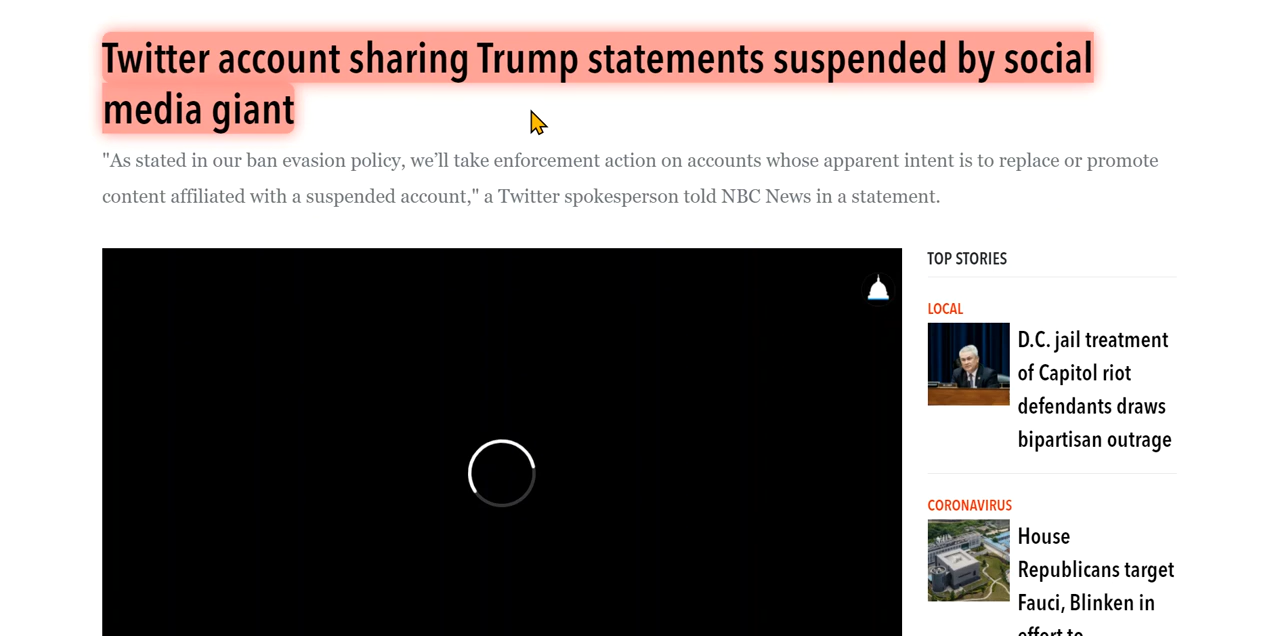 Twitter account sharing Trump statements suspended by social
media giant
"As stated in our ban evasion policy, we’ll take enforcement action on accounts whose apparent intent is to replace or promote
content affiliated with a suspended account," a Twitter spokesperson told NBC News in a statement.
TOP STORIES
LOCAL
D.C. jail treatment
of Capitol riot
defendants draws
bipartisan outrage
CORONAVIRUS
House
Republicans target
Fauci, Blinken in
effort to